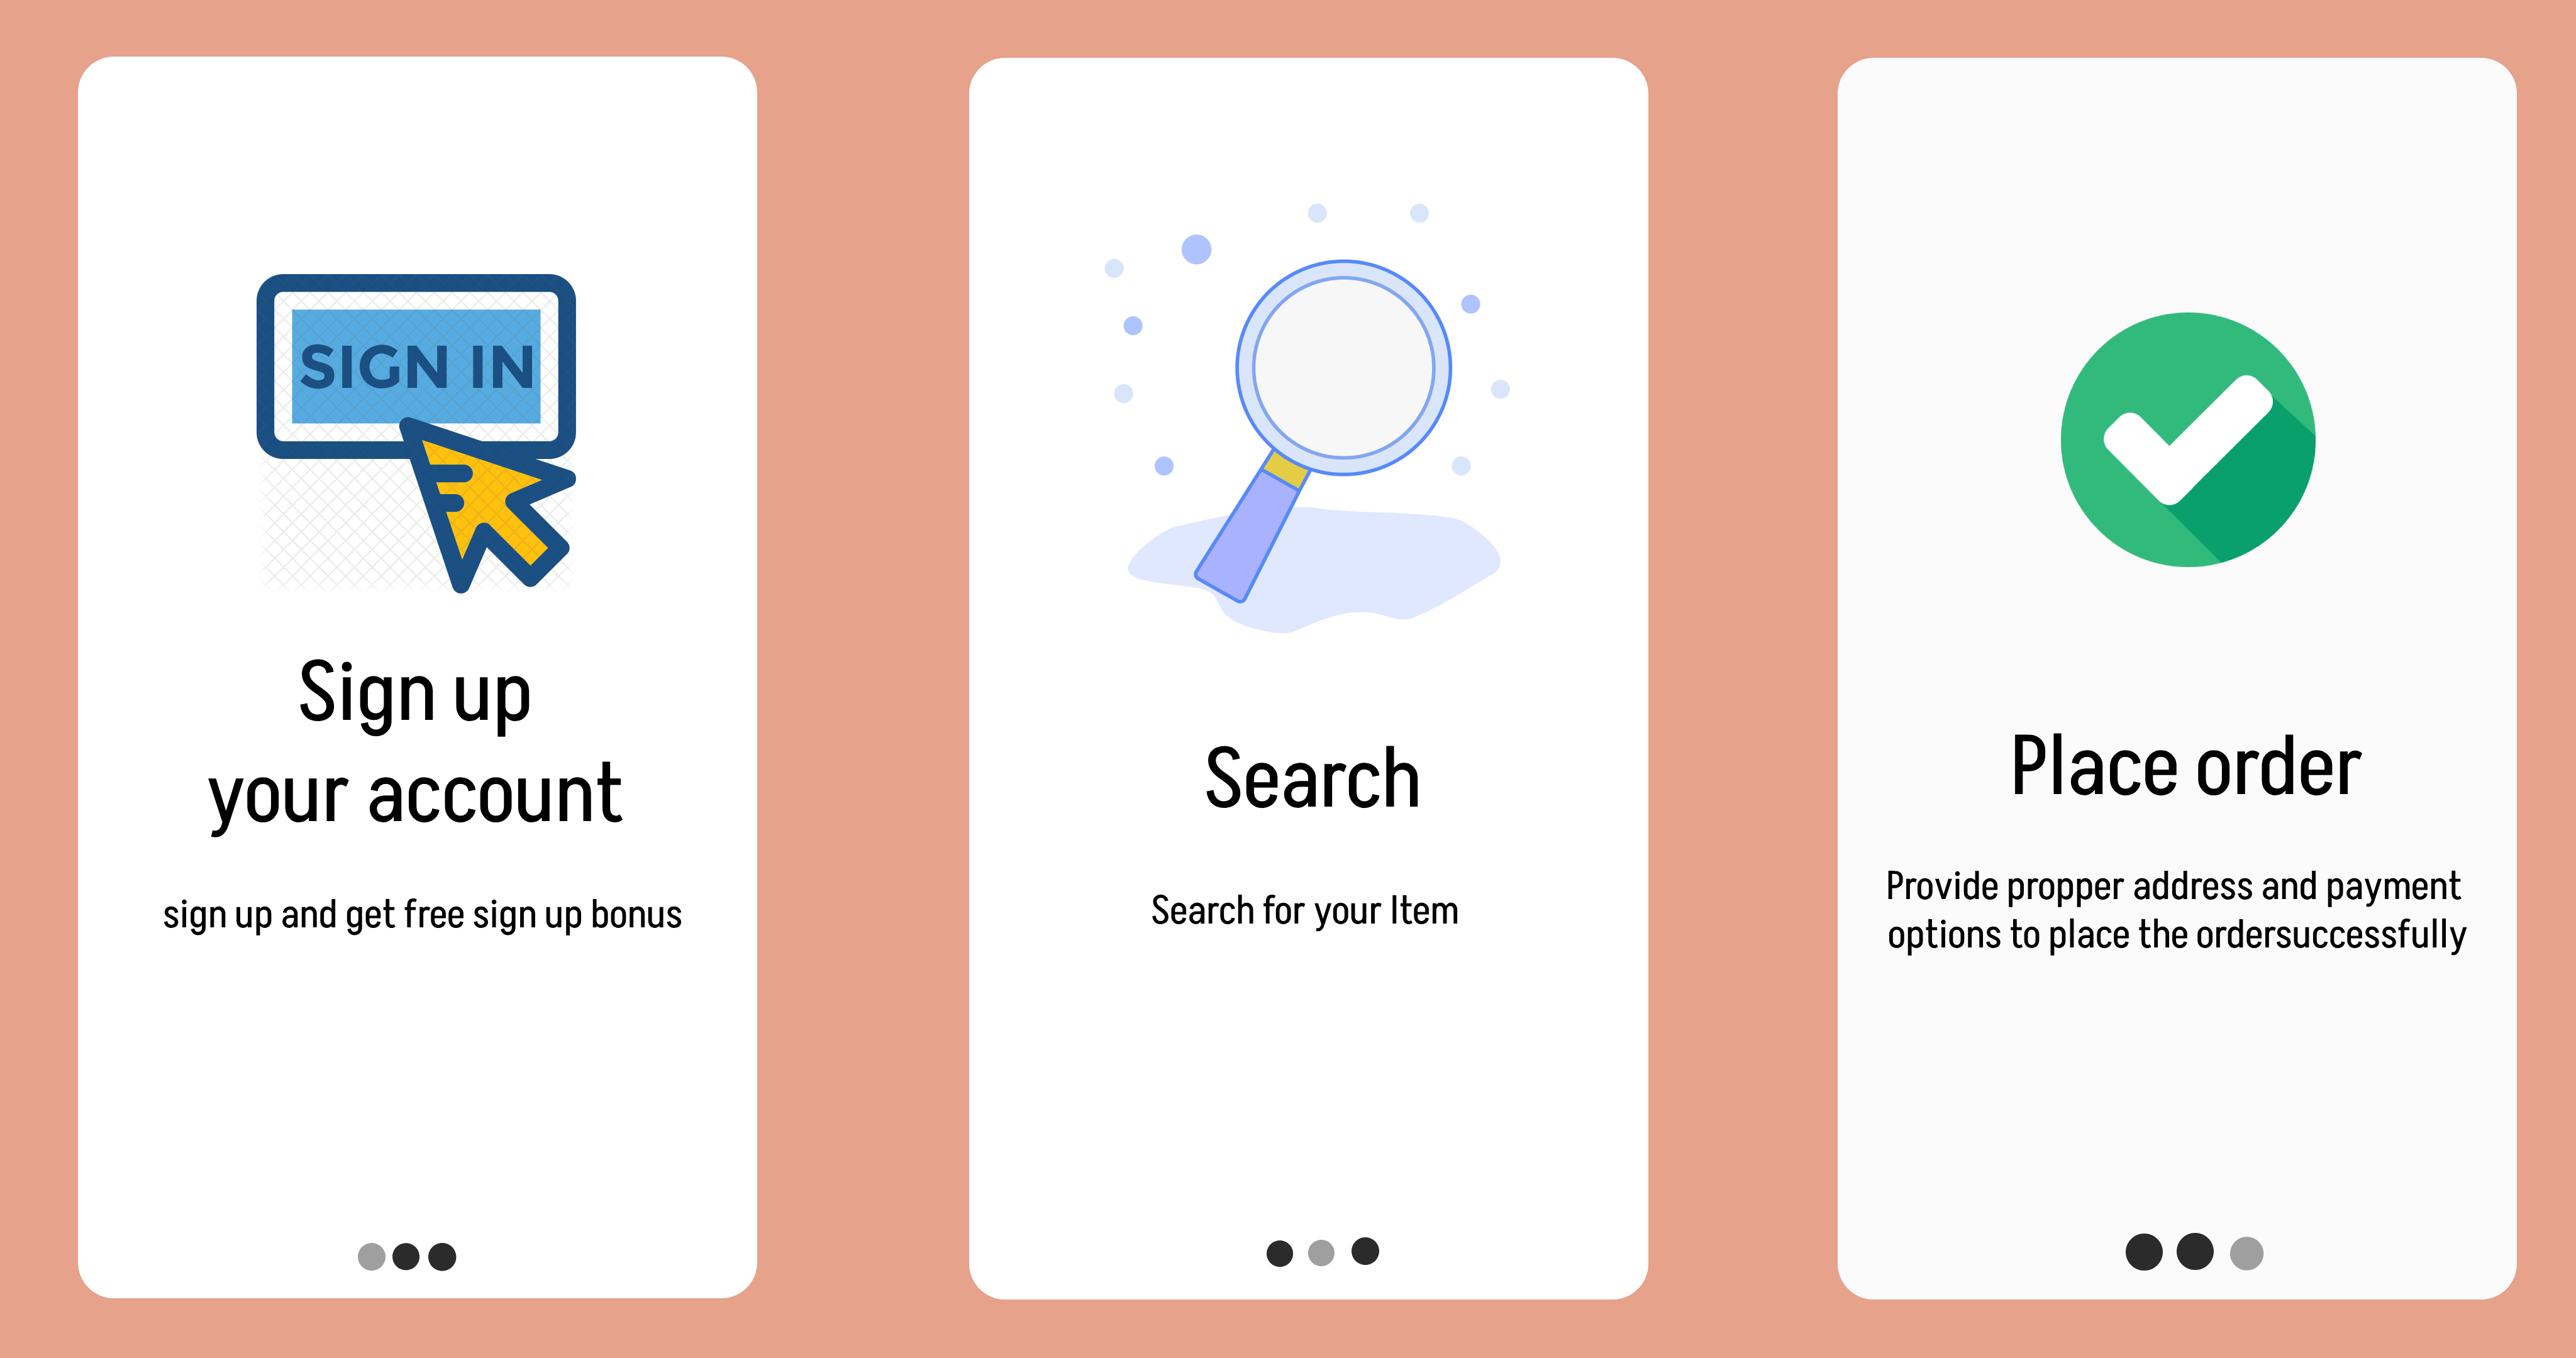 SIGN IN
Sign up
your account
sign up and get free sign up bonus
Search
Search for your Item
Place order
Provide propper address and payment
options to place the ordersuccessfully